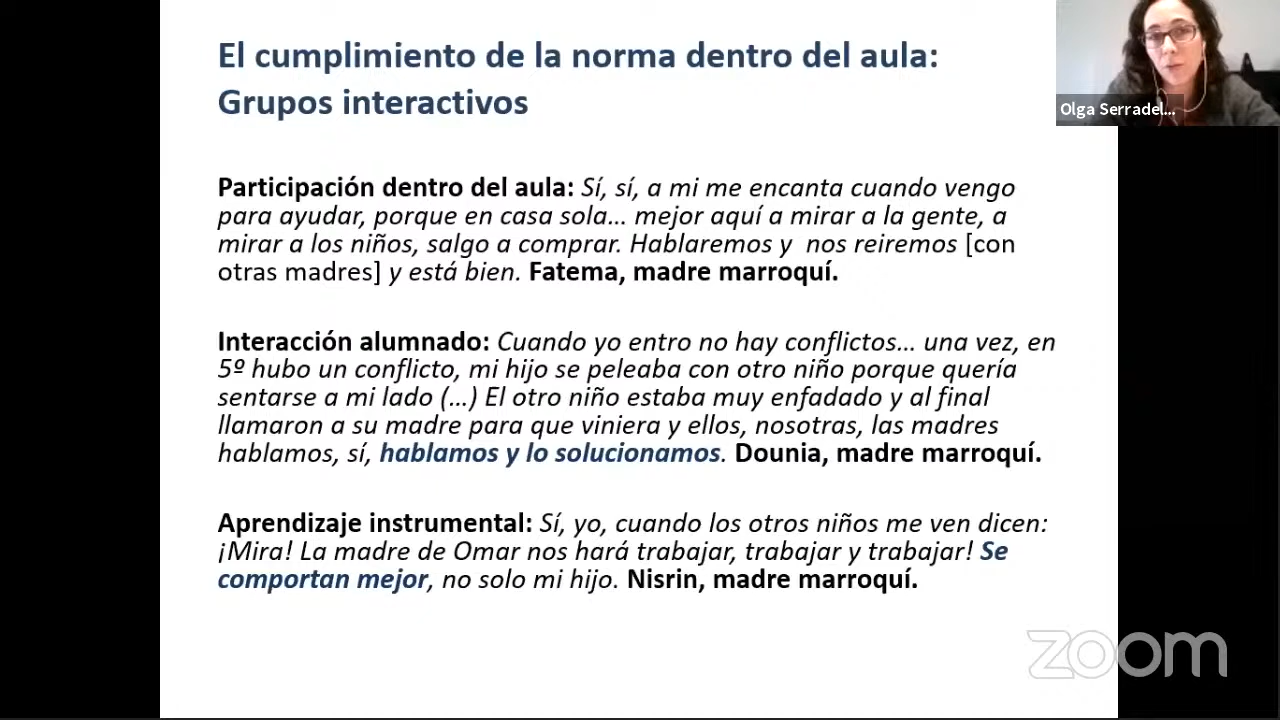 El cumplimiento de la norma dentro del aula:
Grupos interactivos
Olga Serradel...
Participación dentro del aula: Sí, sí, a mi me encanta cuando vengo
para ayudar, porque en casa sola... mejor aquí a mirar a la gente, a
mirar a los niños, salgo a comprar. Hablaremos y nos reiremos [con
otras madres] y está bien. Fatema, madre marroquí.
Interacción alumnado: Cuando yo entro no hay conflictos... una vez, en
5º hubo un conflicto, mi hijo se peleaba con otro niño porque quería
sentarse a mi lado (...) El otro niño estaba muy enfadado y al final
llamaron a su madre para que viniera y ellos, nosotras, las madres
hablamos, sí, hablamos y lo solucionamos. Dounia, madre marroquí.
Aprendizaje instrumental: Sí, yo, cuando los otros niños me ven dicen:
¡Mira! La madre de Omar nos hará trabajar, trabajar y trabajar! Se
comportan mejor, no solo mi hijo. Nisrin, madre marroquí.
zoom